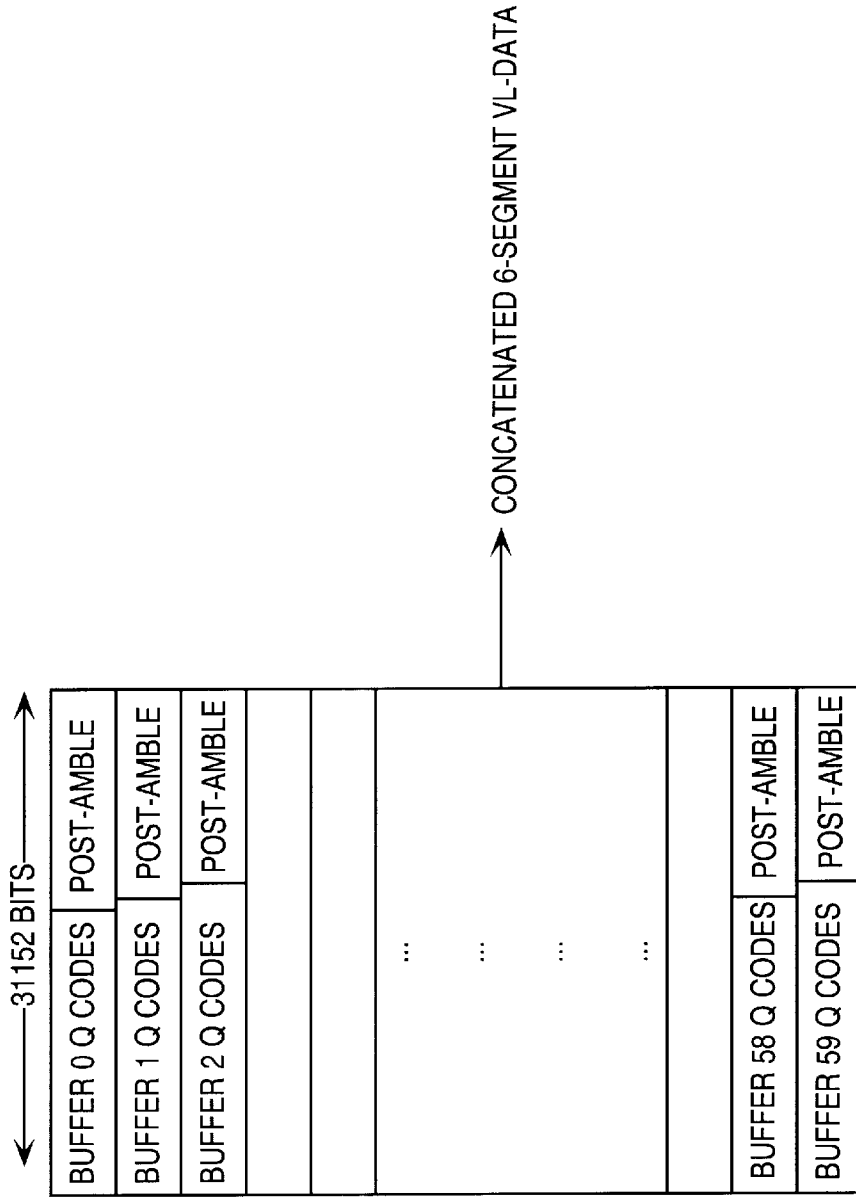 31152 BITS
BUFFER 0 Q CODES POST-AMBLE
BUFFER 1 Q CODES POST-AMBLE
BUFFER 2 Q CODES POST-AMBLE
...
...
...
...
BUFFER 58 Q CODES POST-AMBLE
BUFFER 59 Q CODES POST-AMBLE
CONCATENATED 6-SEGMENT VL-DATA